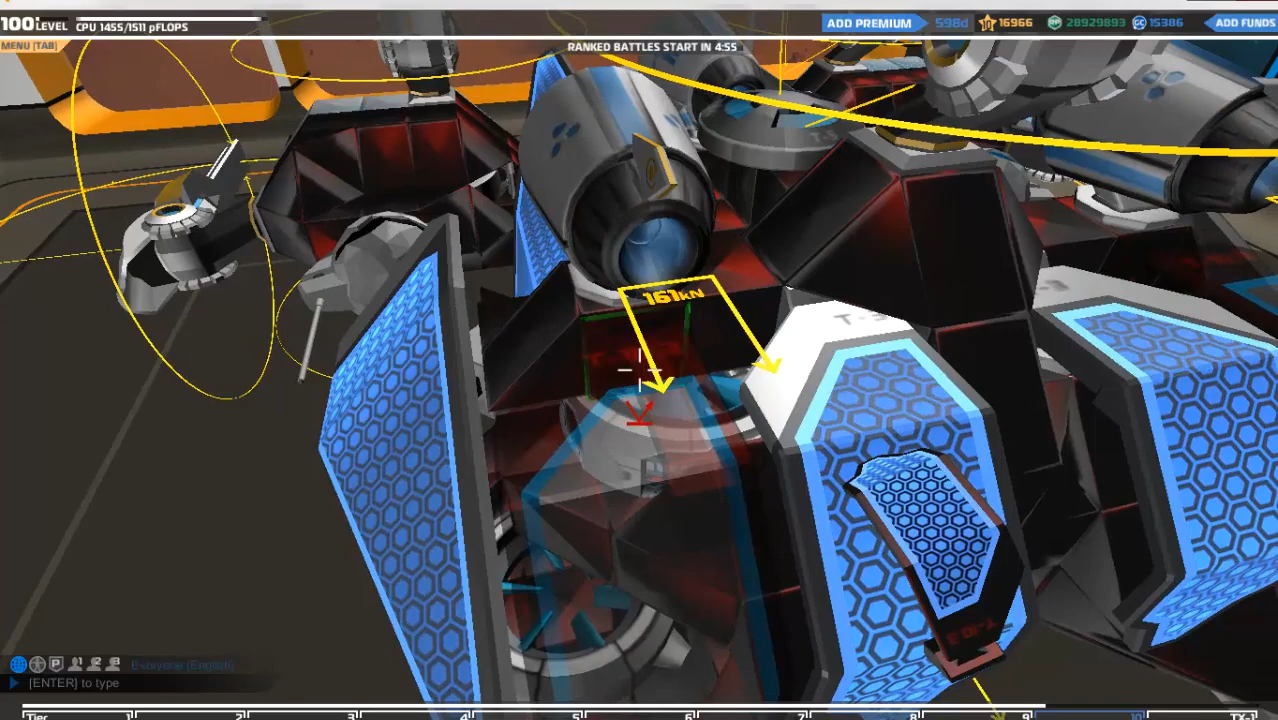 100 LEVEL CPU 1455/1511 pFLOPS ADD PREMIUM 598d 16966 28929893 15386 ADD FUNDS
MENU [TAB]
RANKED BATTLES START IN 4:55
161kN
Everyone (English)
[ENTER] to type
Tier 1 2 3 4 5 6 7 8 9 10 TX-1